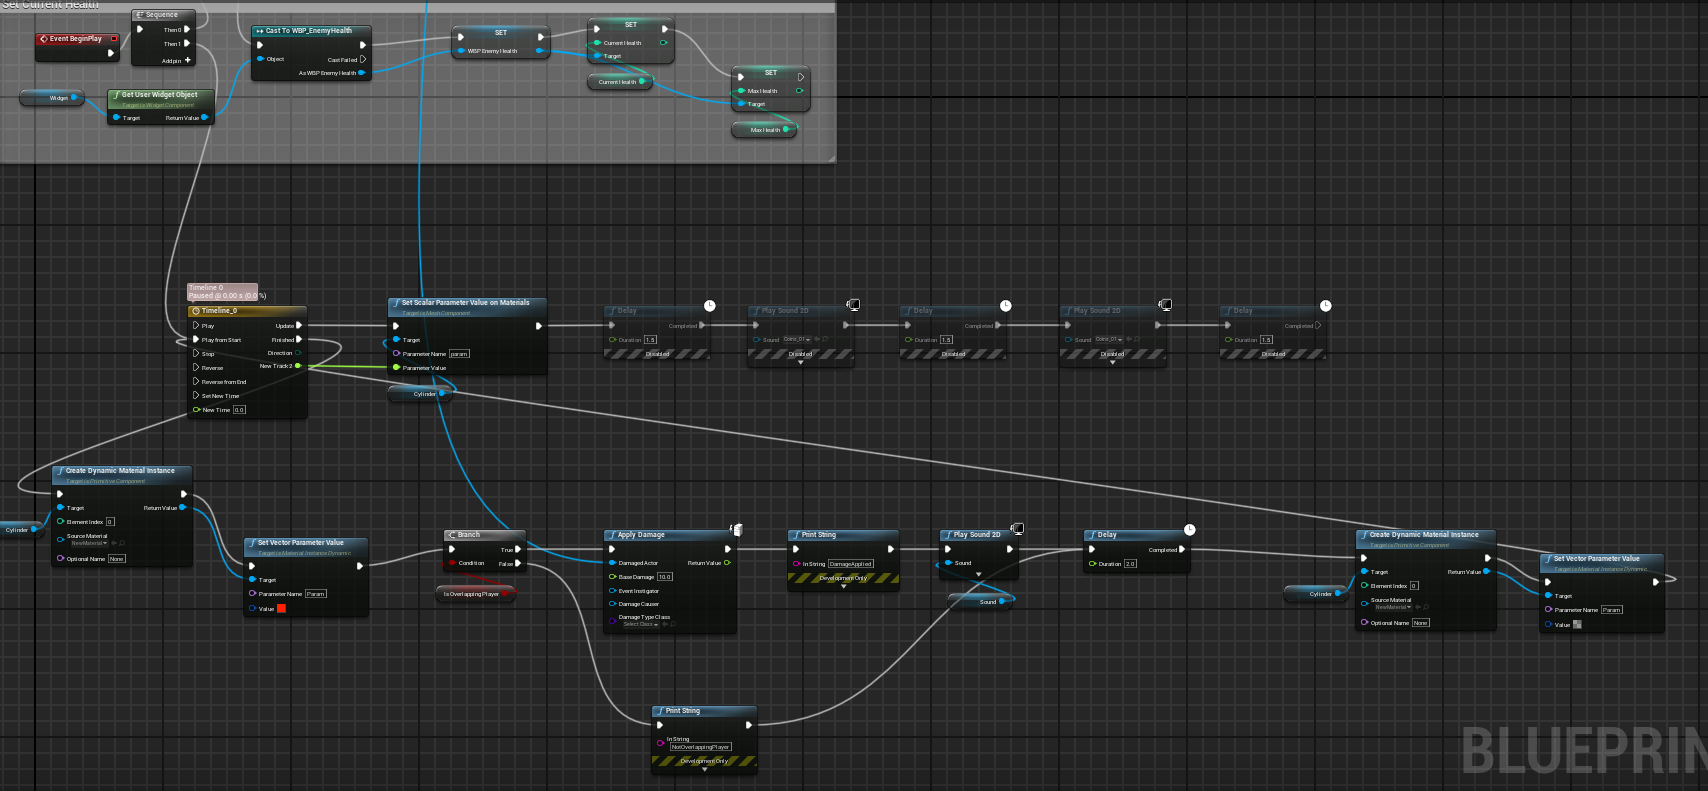 Set Current Health
Event BeginPlay
Sequence
Then 0
Then 1
Add pin +
Widget
Get User Widget Object
Target is Widget Component
Target
Return Value
Cast To WBP_EnemyHealth
Object
Cast Failed
As WBP Enemy Health
SET
WBP Enemy Health
SET
Current Health
Target
Current Health
SET
Max Health
Target
Max Health
Timeline 0
Paused @ 0.00 s (0.0 %)
Timeline_0
Play
Update
Play from Start
Finished
Stop
Direction
Reverse
New Track 2
Reverse from End
Set New Time
New Time 0.0
Set Scalar Parameter Value on Materials
Target is Mesh Component
Target
Parameter Name param
Parameter Value
Cylinder
Delay
Completed
Duration 1.5
Disabled
Play Sound 2D
Sound Coins_01
Disabled
Delay
Completed
Duration 1.5
Disabled
Play Sound 2D
Sound Coins_01
Disabled
Delay
Completed
Duration 1.5
Disabled
Cylinder
Create Dynamic Material Instance
Target is Primitive Component
Target
Return Value
Element Index 0
Source Material
NewMaterial
Optional Name None
Set Vector Parameter Value
Target is Material Instance Dynamic
Target
Parameter Name Param
Value
Branch
True
Condition
False
Is Overlapping Player
Apply Damage
Damaged Actor
Return Value
Base Damage 10.0
Event Instigator
Damage Causer
Damage Type Class
Select Class
Print String
In String DamageApplied
Development Only
Play Sound 2D
Sound
Sound
Delay
Completed
Duration 2.0
Cylinder
Create Dynamic Material Instance
Target is Primitive Component
Target
Return Value
Element Index 0
Source Material
NewMaterial
Optional Name None
Set Vector Parameter Value
Target is Material Instance Dynamic
Target
Parameter Name Param
Value
Print String
In String
NotOverlappingPlayer
Development Only
BLUEPRIN